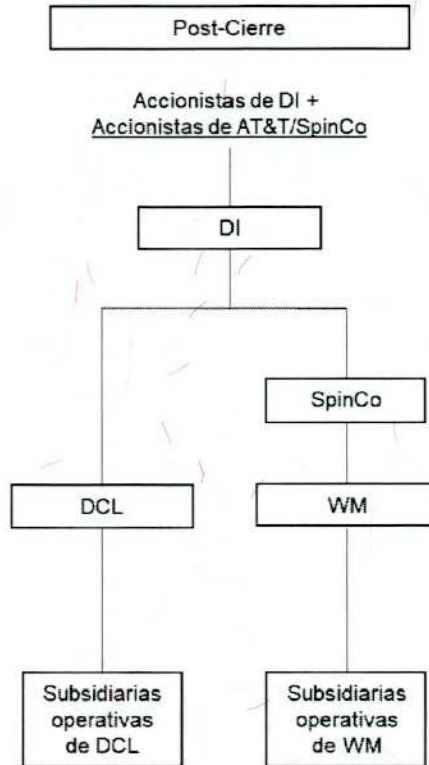 Post-Cierre
Accionistas de DI +
Accionistas de AT&T/SpinCo
DI
SpinCo
DCL
WM
Subsidiarias
operativas
de DCL
Subsidiarias
operativas
de WM